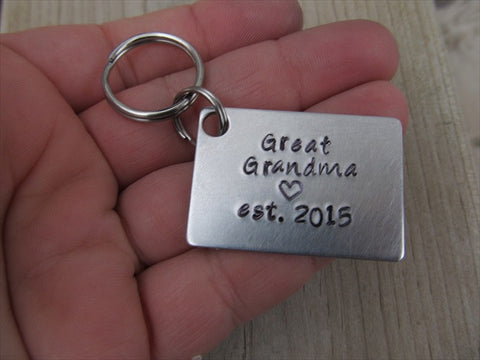 Great
Grandma
♡
est. 2015